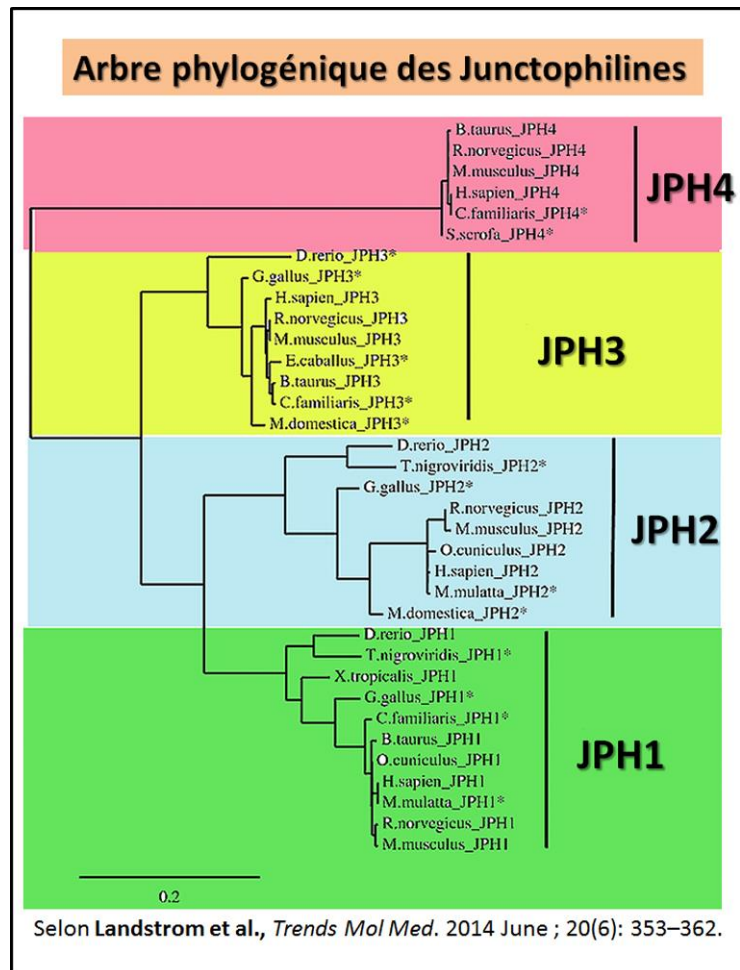 Arbre phylogénique des Junctophilines
B.taurus_JPH4
R.norvegicus_JPH4
M.musculus_JPH4
H.sapien_JPH4
C.familiaris_JPH4*
S.scrofa_JPH4*
JPH4
D.rerio_JPH3*
G.gallus_JPH3*
H.sapien_JPH3
R.norvegicus_JPH3
M.musculus_JPH3
E.caballus_JPH3*
B.taurus_JPH3
C.familiaris_JPH3*
M.domestica_JPH3*
JPH3
D.rerio_JPH2
T.nigroviridis_JPH2*
G.gallus_JPH2*
R.norvegicus_JPH2
M.musculus_JPH2
O.cuniculus_JPH2
H.sapien_JPH2
M.mulatta_JPH2*
M.domestica_JPH2*
JPH2
D.rerio_JPH1
T.nigroviridis_JPH1*
X.tropicalis_JPH1
G.gallus_JPH1*
C.familiaris_JPH1*
B.taurus_JPH1
O.cuniculus_JPH1
H.sapien_JPH1
M.mulatta_JPH1*
R.norvegicus_JPH1
M.musculus_JPH1
JPH1
0.2
Selon Landstrom et al., Trends Mol Med. 2014 June ; 20(6): 353–362.